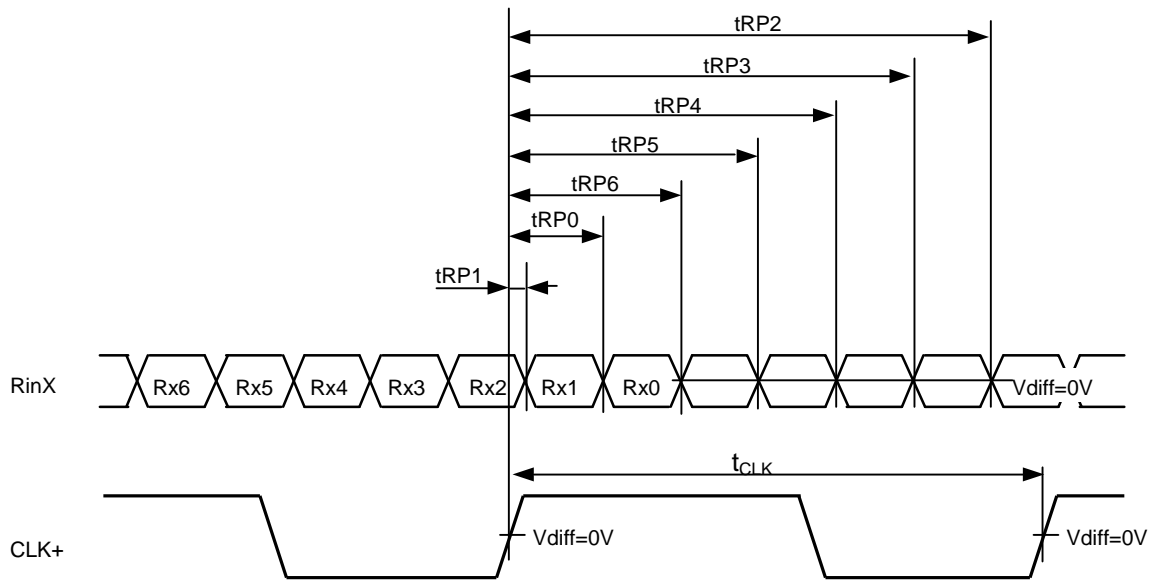 tRP2
tRP3
tRP4
tRP5
tRP6
tRP0
tRP1
RinX
Rx6 Rx5 Rx4 Rx3 Rx2 Rx1 Rx0
Vdiff=0V
tCLK
CLK+
Vdiff=0V
Vdiff=0V